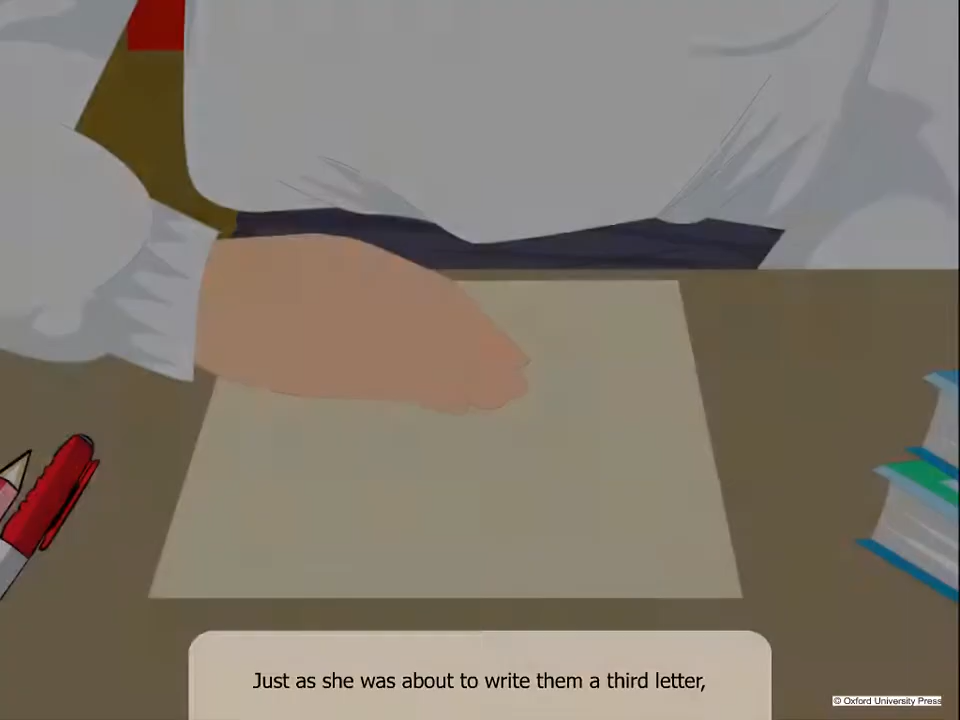 Just as she was about to write them a third letter,
© Oxford University Press